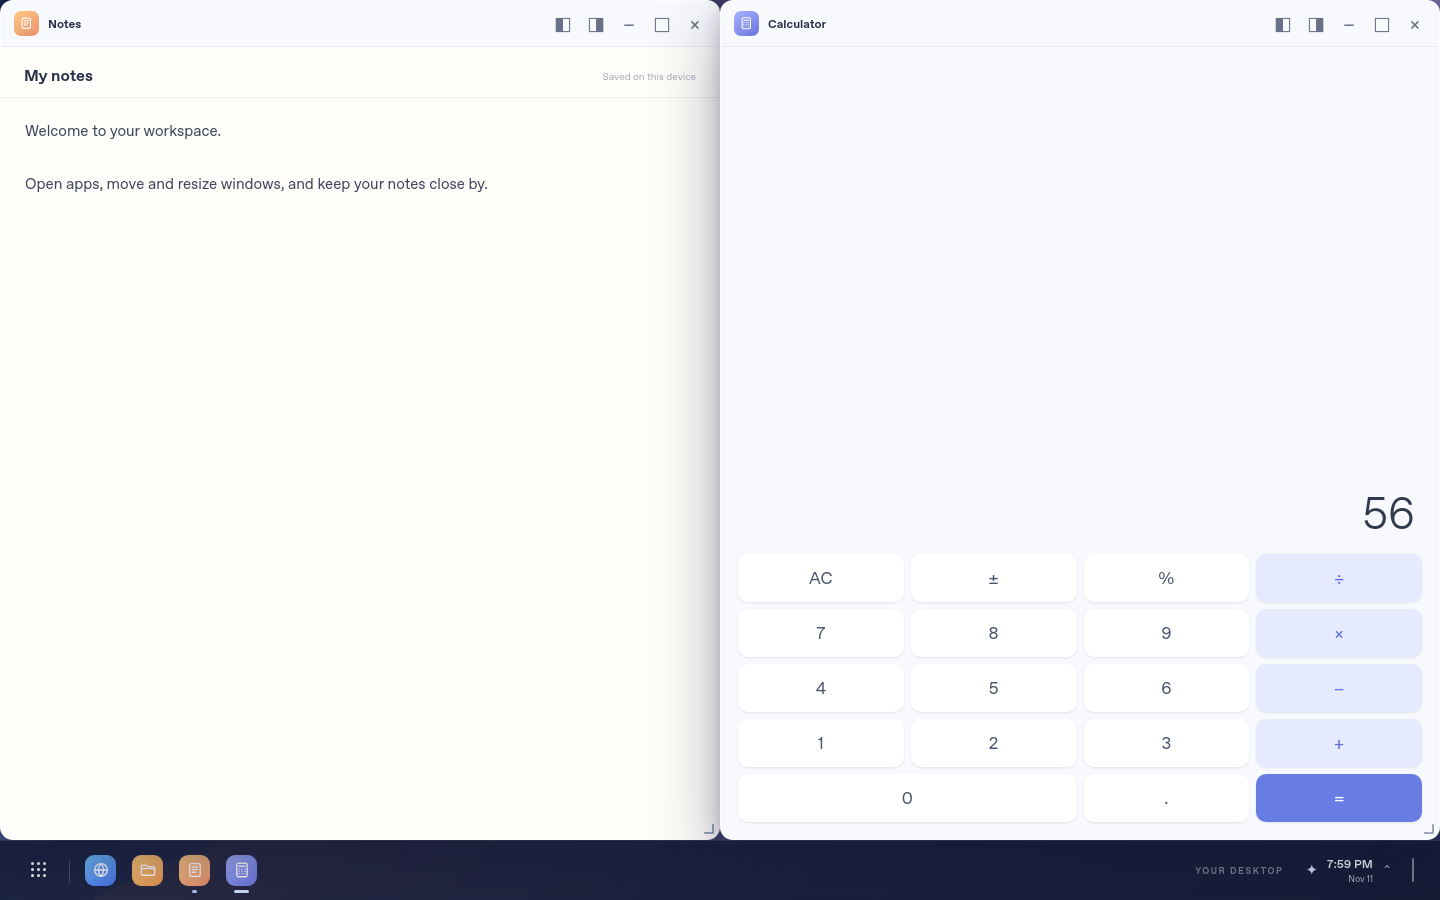 Notes
My notes
Saved on this device
Welcome to your workspace.
Open apps, move and resize windows, and keep your notes close by.
Calculator
56
AC ± % ÷
7 8 9 ×
4 5 6 −
1 2 3 +
0 . =
YOUR DESKTOP
7:59 PM
Nov 11